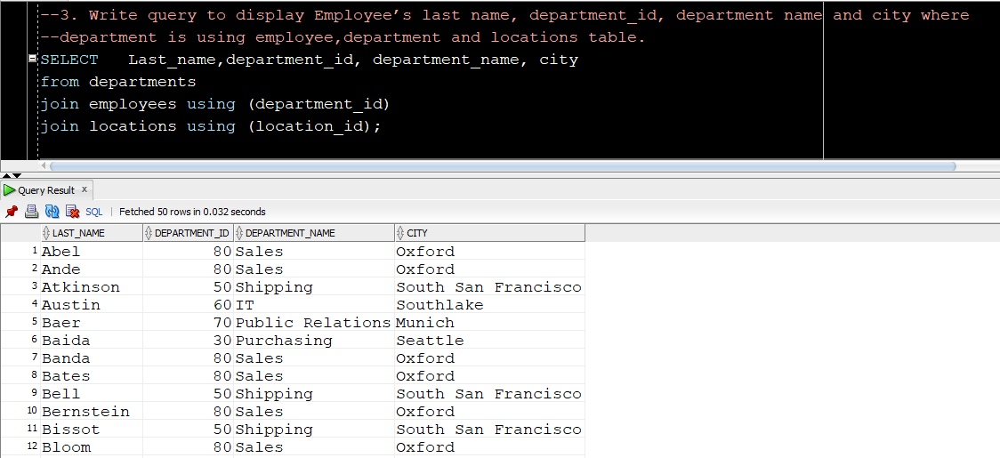 --3. Write query to display Employee’s last name, department_id, department name and city where
--department is using employee,department and locations table.
SELECT   Last_name,department_id, department_name, city
from departments
join employees using (department_id)
join locations using (location_id);
Query Result x
SQL | Fetched 50 rows in 0.032 seconds
LAST_NAME DEPARTMENT_ID DEPARTMENT_NAME CITY
1 Abel 80 Sales Oxford
2 Ande 80 Sales Oxford
3 Atkinson 50 Shipping South San Francisco
4 Austin 60 IT Southlake
5 Baer 70 Public Relations Munich
6 Baida 30 Purchasing Seattle
7 Banda 80 Sales Oxford
8 Bates 80 Sales Oxford
9 Bell 50 Shipping South San Francisco
10 Bernstein 80 Sales Oxford
11 Bissot 50 Shipping South San Francisco
12 Bloom 80 Sales Oxford